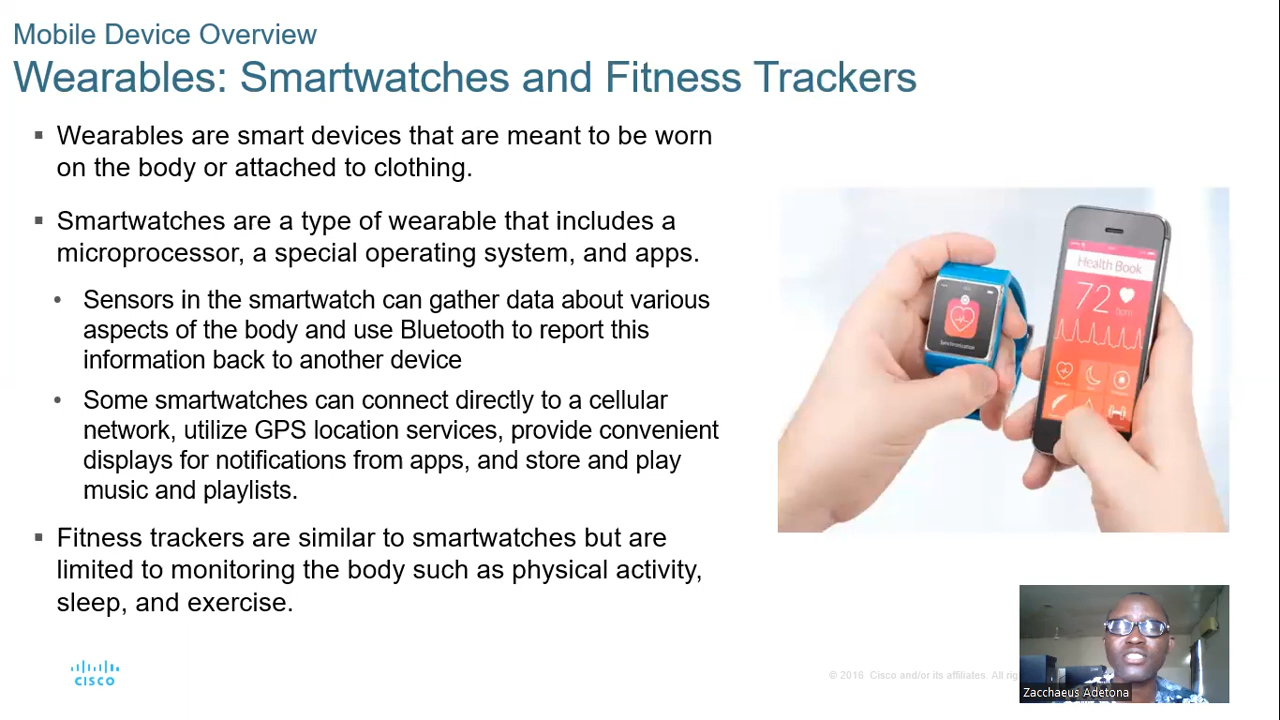 Mobile Device Overview
Wearables: Smartwatches and Fitness Trackers
▪ Wearables are smart devices that are meant to be worn
on the body or attached to clothing.
▪ Smartwatches are a type of wearable that includes a
microprocessor, a special operating system, and apps.
• Sensors in the smartwatch can gather data about various
aspects of the body and use Bluetooth to report this
information back to another device
• Some smartwatches can connect directly to a cellular
network, utilize GPS location services, provide convenient
displays for notifications from apps, and store and play
music and playlists.
▪ Fitness trackers are similar to smartwatches but are
limited to monitoring the body such as physical activity,
sleep, and exercise.
Health Book
72
bpm
Synchronization
CISCO
© 2016 Cisco and/or its affiliates. All
Zacchaeus Adetona